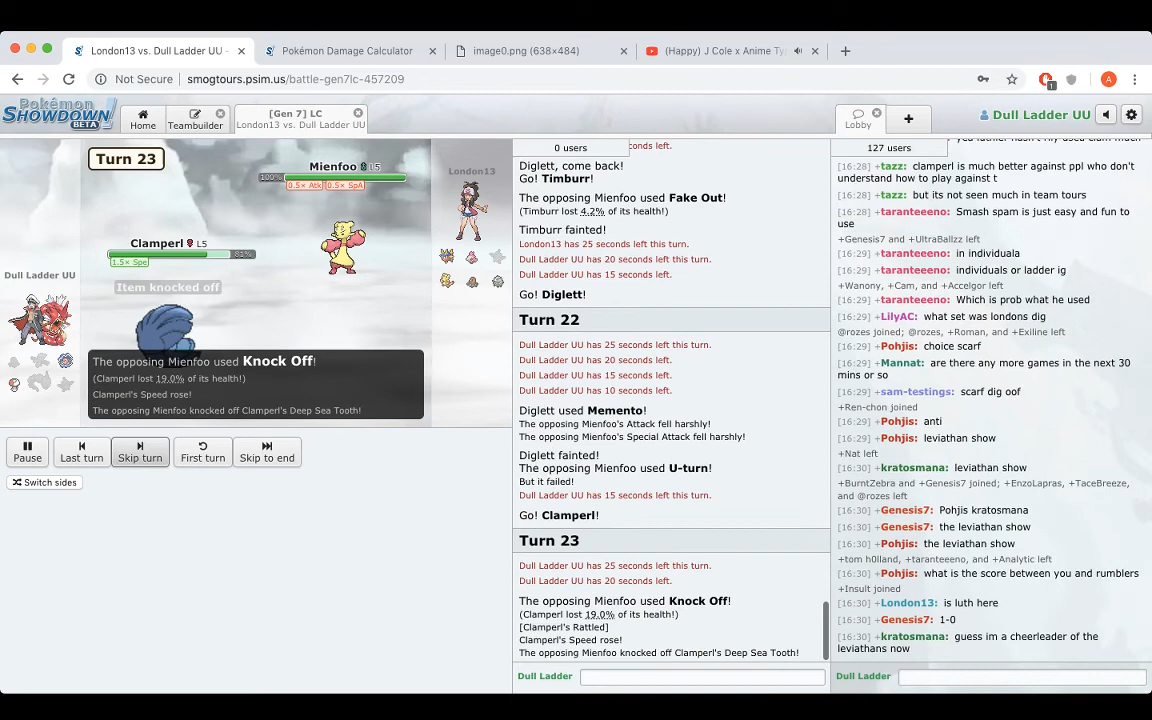 London13 vs. Dull Ladder UU -
Pokémon Damage Calculator
image0.png (638×484)
(Happy) J Cole x Anime Ty
Not Secure
smogtours.psim.us/battle-gen7lc-457209
A
1
Pokémon
SHOWDOWN!
BETA
Home
Teambuilder
[Gen 7] LC
London13 vs. Dull Ladder UU
Lobby
Dull Ladder UU
Turn 23
Mienfoo L5
100%
0.5× Atk 0.5× SpA
London13
Clamperl L5
81%
1.5× Spe
Item knocked off
Dull Ladder UU
The opposing Mienfoo used Knock Off!
(Clamperl lost 19.0% of its health!)
Clamperl's Speed rose!
The opposing Mienfoo knocked off Clamperl's Deep Sea Tooth!
Pause
Last turn
Skip turn
First turn
Skip to end
Switch sides
0 users
conds left.
Diglett, come back!
Go! Timburr!
The opposing Mienfoo used Fake Out!
(Timburr lost 4.2% of its health!)
Timburr fainted!
London13 has 25 seconds left this turn.
Dull Ladder UU has 20 seconds left this turn.
Dull Ladder UU has 15 seconds left this turn.
Go! Diglett!
Turn 22
Dull Ladder UU has 25 seconds left this turn.
Dull Ladder UU has 20 seconds left this turn.
Dull Ladder UU has 15 seconds left this turn.
Dull Ladder UU has 10 seconds left this turn.
Diglett used Memento!
The opposing Mienfoo's Attack fell harshly!
The opposing Mienfoo's Special Attack fell harshly!
Diglett fainted!
The opposing Mienfoo used U-turn!
But it failed!
Dull Ladder UU has 15 seconds left this turn.
Go! Clamperl!
Turn 23
Dull Ladder UU has 25 seconds left this turn.
Dull Ladder UU has 20 seconds left this turn.
The opposing Mienfoo used Knock Off!
(Clamperl lost 19.0% of its health!)
[Clamperl's Rattled]
Clamperl's Speed rose!
The opposing Mienfoo knocked off Clamperl's Deep Sea Tooth!
Dull Ladder
127 users
[16:28] +tazz: clamperl is much better against ppl who don't
understand how to play against t
[16:28] +tazz: but its not seen much in team tours
[16:28] +taranteeeno: Smash spam is just easy and fun to
use
+Genesis7 and +UltraBallzz left
[16:29] +taranteeeno: in individuala
[16:29] +taranteeeno: individuals or ladder ig
+Wanony, +Cam, and +Accelgor left
[16:29] +taranteeeno: Which is prob what he used
[16:29] +LilyAC: what set was londons dig
@rozes joined; @rozes, +Roman, and +Exiline left
[16:29] +Pohjis: choice scarf
[16:29] +Mannat: are there any more games in the next 30
mins or so
[16:29] +sam-testings: scarf dig oof
+Ren-chon joined
[16:29] +Pohjis: anti
[16:29] +Pohjis: leviathan show
+Nat left
[16:30] +kratosmana: leviathan show
+BurntZebra and +Genesis7 joined; +EnzoLapras, +TaceBreeze,
and @rozes left
[16:30] +Genesis7: Pohjis kratosmana
[16:30] +Genesis7: the leviathan show
[16:30] +Pohjis: the leviathan show
+tom h0lland, +taranteeeno, and +Analytic left
[16:30] +Pohjis: what is the score between you and rumblers
+Insult joined
[16:30] +London13: is luth here
[16:30] +Genesis7: 1-0
[16:30] +kratosmana: guess im a cheerleader of the
leviathans now
Dull Ladder